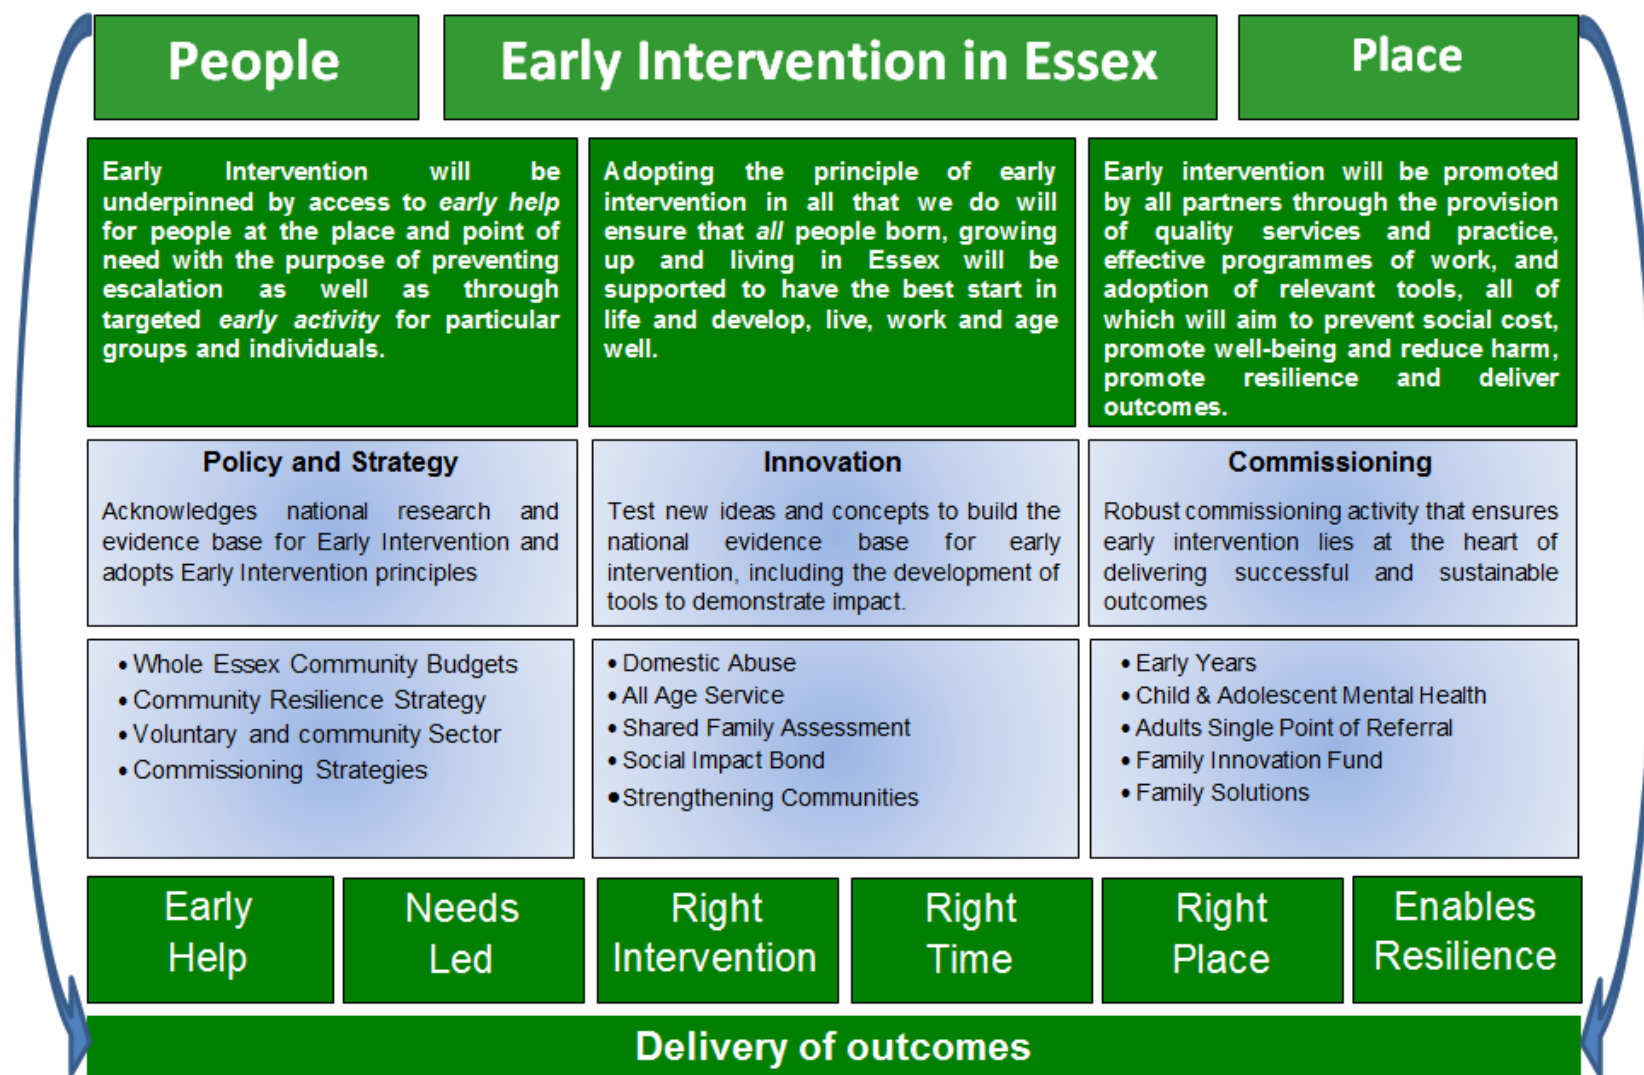 People
Early Intervention in Essex
Place
Early Intervention will be
underpinned by access to early help
for people at the place and point of
need with the purpose of preventing
escalation as well as through
targeted early activity for particular
groups and individuals.
Adopting the principle of early
intervention in all that we do will
ensure that all people born, growing
up and living in Essex will be
supported to have the best start in
life and develop, live, work and age
well.
Early intervention will be promoted
by all partners through the provision
of quality services and practice,
effective programmes of work, and
adoption of relevant tools, all of
which will aim to prevent social cost,
promote well-being and reduce harm,
promote resilience and deliver
outcomes.
Policy and Strategy
Acknowledges national research and
evidence base for Early Intervention and
adopts Early Intervention principles
Innovation
Test new ideas and concepts to build the
national evidence base for early
intervention, including the development of
tools to demonstrate impact.
Commissioning
Robust commissioning activity that ensures
early intervention lies at the heart of
delivering successful and sustainable
outcomes
• Whole Essex Community Budgets
• Community Resilience Strategy
• Voluntary and community Sector
• Commissioning Strategies
• Domestic Abuse
• All Age Service
• Shared Family Assessment
• Social Impact Bond
• Strengthening Communities
• Early Years
• Child & Adolescent Mental Health
• Adults Single Point of Referral
• Family Innovation Fund
• Family Solutions
Early
Help
Needs
Led
Right
Intervention
Right
Time
Right
Place
Enables
Resilience
Delivery of outcomes